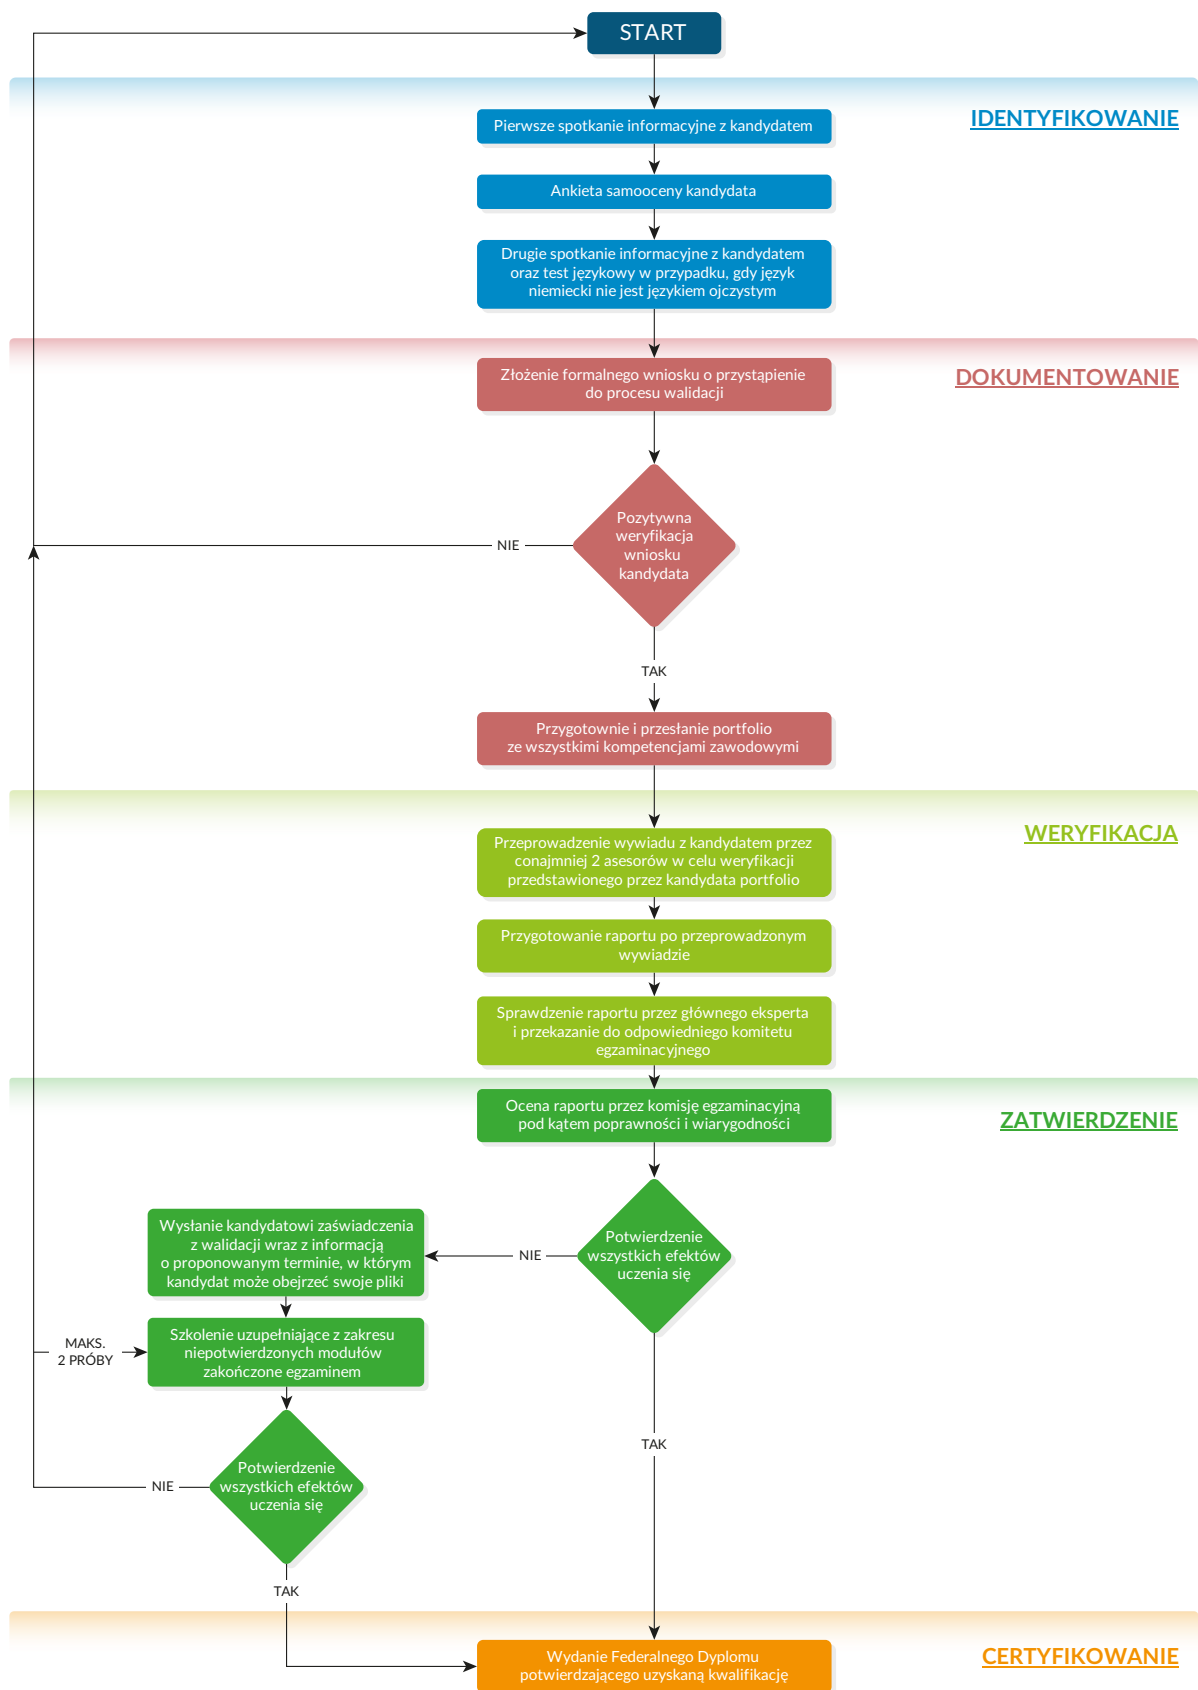 START
IDENTYFIKOWANIE
Pierwsze spotkanie informacyjne z kandydatem
Ankieta samooceny kandydata
Drugie spotkanie informacyjne z kandydatem
oraz test językowy w przypadku, gdy język
niemiecki nie jest językiem ojczystym
DOKUMENTOWANIE
Złożenie formalnego wniosku o przystąpienie
do procesu walidacji
Pozytywna
weryfikacja
wniosku
kandydata
NIE
TAK
Przygotownie i przesłanie portfolio
ze wszystkimi kompetencjami zawodowymi
WERYFIKACJA
Przeprowadzenie wywiadu z kandydatem przez
conajmniej 2 asesorów w celu weryfikacji
przedstawionego przez kandydata portfolio
Przygotowanie raportu po przeprowadzonym
wywiadzie
Sprawdzenie raportu przez głównego eksperta
i przekazanie do odpowiedniego komitetu
egzaminacyjnego
ZATWIERDZENIE
Ocena raportu przez komisję egzaminacyjną
pod kątem poprawności i wiarygodności
Potwierdzenie
wszystkich efektów
uczenia się
NIE
Wysłanie kandydatowi zaświadczenia
z walidacji wraz z informacją
o proponowanym terminie, w którym
kandydat może obejrzeć swoje pliki
MAKS.
2 PRÓBY
Szkolenie uzupełniające z zakresu
niepotwierdzonych modułów
zakończone egzaminem
TAK
Potwierdzenie
wszystkich efektów
uczenia się
NIE
TAK
CERTYFIKOWANIE
Wydanie Federalnego Dyplomu
potwierdzającego uzyskaną kwalifikację